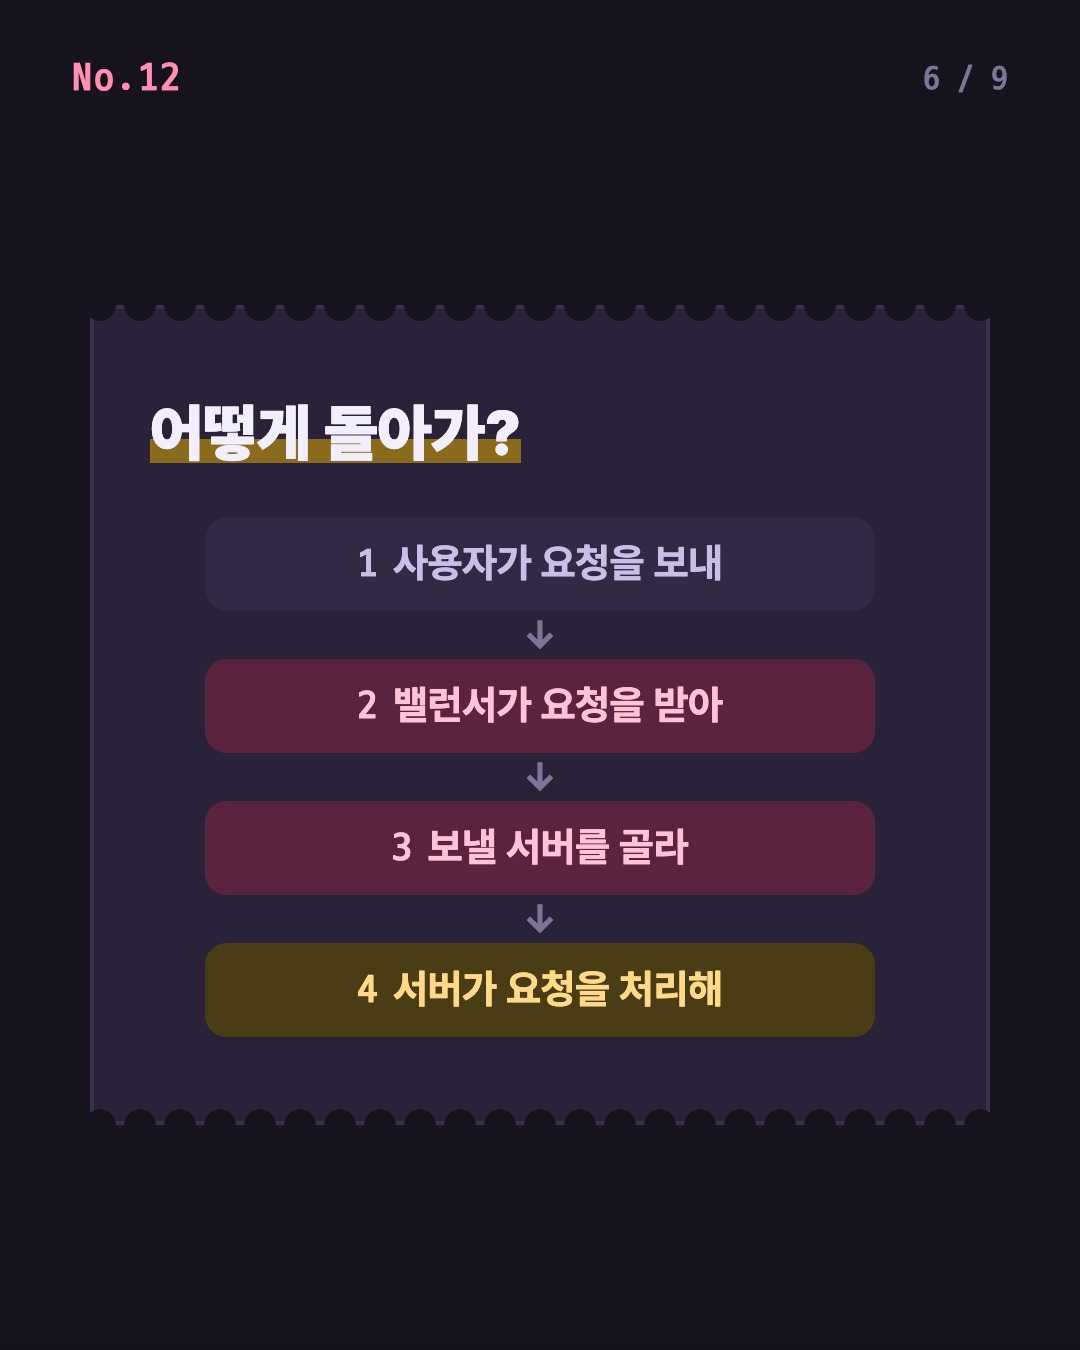 No.12
6 / 9
어떻게 돌아가?
1 사용자가 요청을 보내
↓
2 밸런서가 요청을 받아
↓
3 보낼 서버를 골라
↓
4 서버가 요청을 처리해